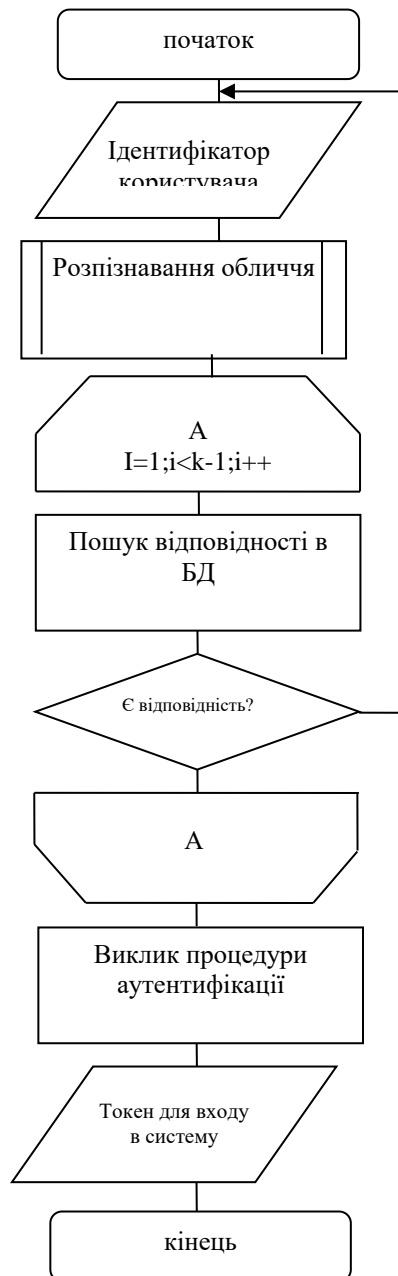 початок
Ідентифікатор
користувача
Розпізнавання обличчя
А
I=1;i<k-1;i++
Пошук відповідності в
БД
Є відповідність?
А
Виклик процедури
аутентифікації
Токен для входу
в систему
кінець